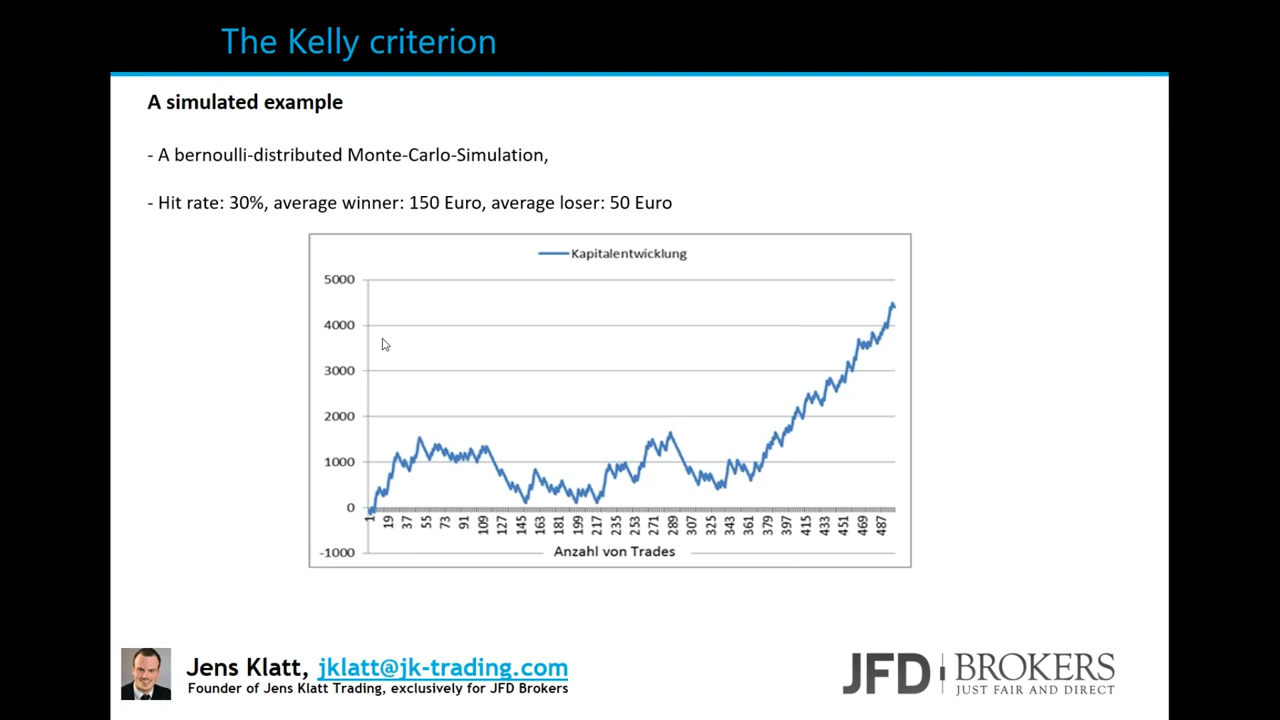 The Kelly criterion
A simulated example
- A bernoulli-distributed Monte-Carlo-Simulation,
- Hit rate: 30%, average winner: 150 Euro, average loser: 50 Euro
Kapitalentwicklung
5000
4000
3000
2000
1000
0
-1000
1 19 37 55 73 91 109 127 145 163 181 199 217 235 253 271 289 307 325 343 361 379 397 415 433 451 469 487
Anzahl von Trades
Jens Klatt, jklatt@jk-trading.com
Founder of Jens Klatt Trading, exclusively for JFD Brokers
JFD BROKERS
JUST FAIR AND DIRECT